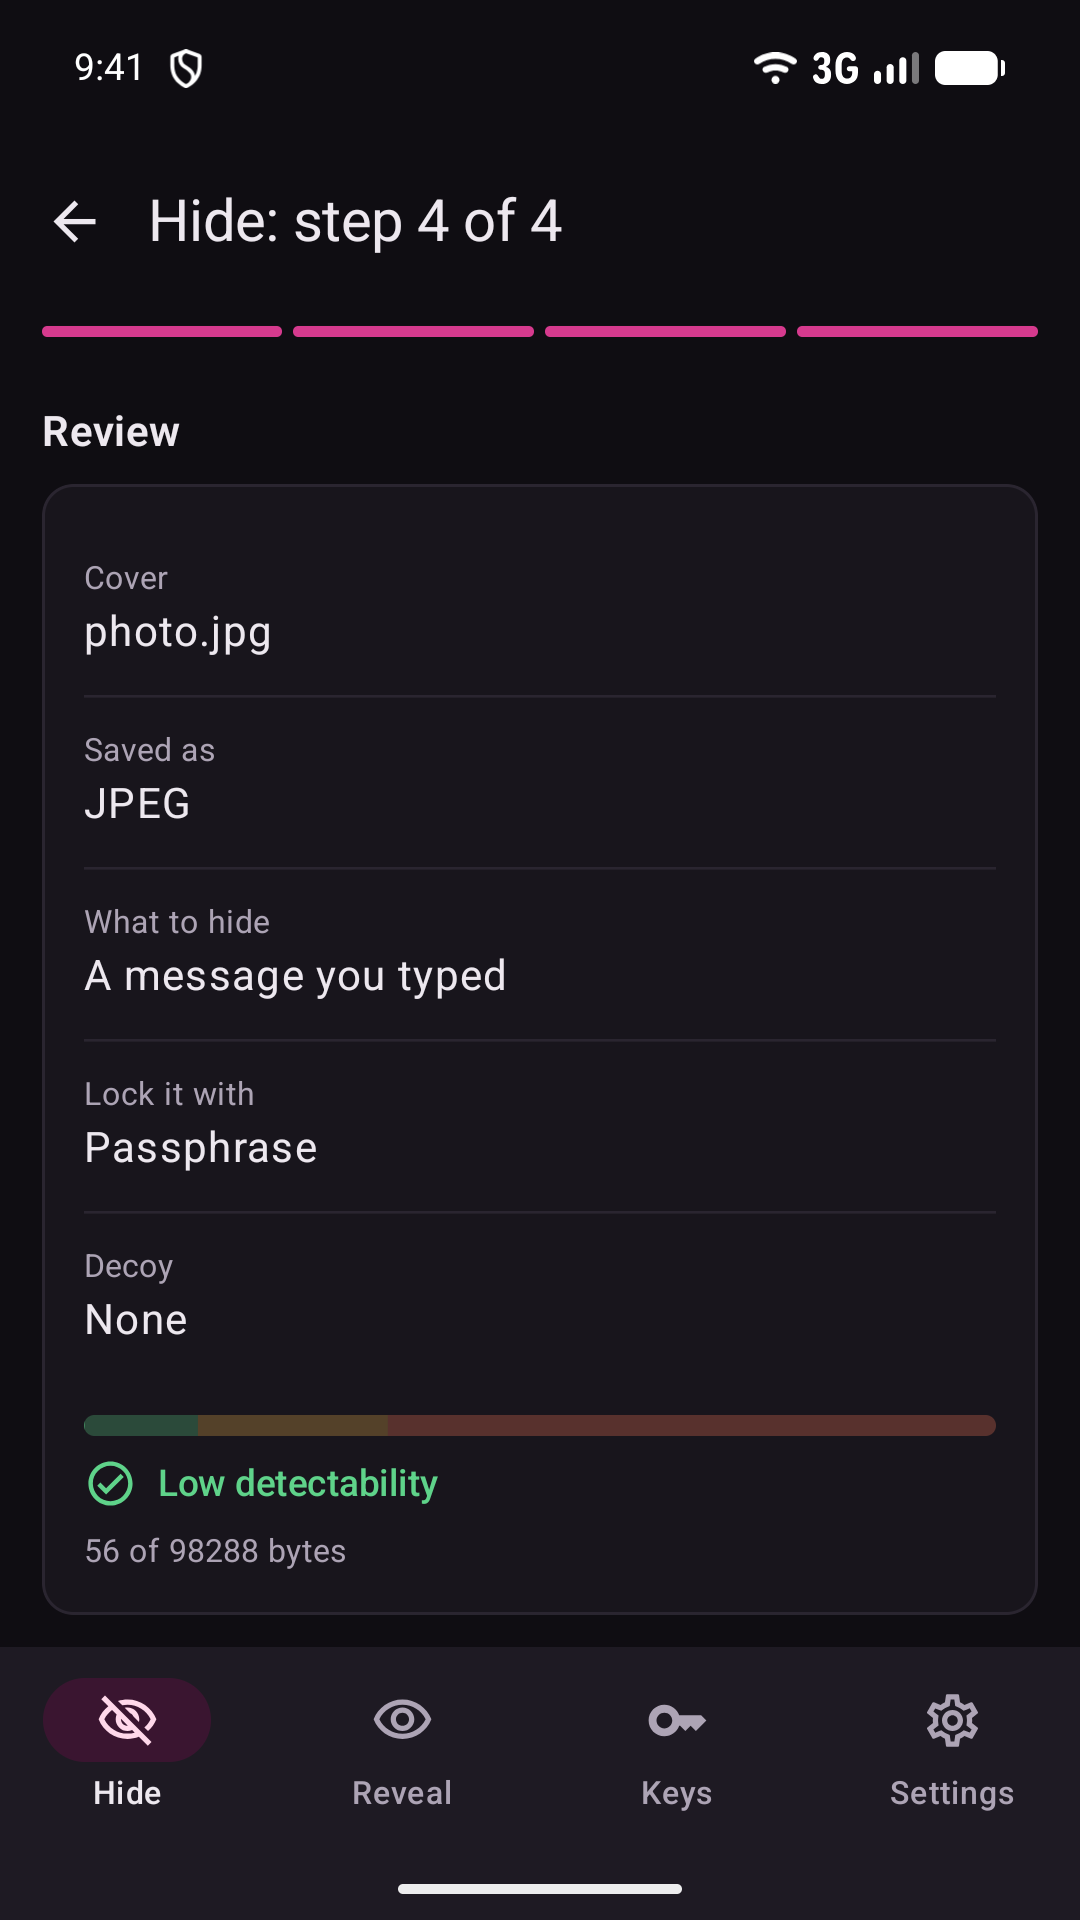 9:41
3G
Hide: step 4 of 4
Review
Cover
photo.jpg
Saved as
JPEG
What to hide
A message you typed
Lock it with
Passphrase
Decoy
None
Low detectability
56 of 98288 bytes
Hide
Reveal
Keys
Settings